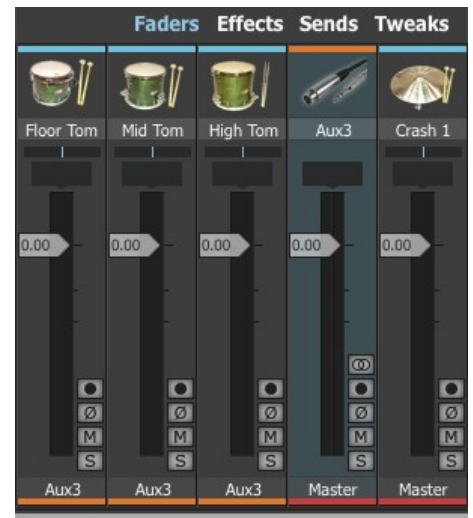 Faders Effects Sends Tweaks
Floor Tom Mid Tom High Tom Aux3 Crash 1
0.00 0.00 0.00 0.00 0.00
Ø Ø Ø Ø Ø
M M M M M
S S S S S
Aux3 Aux3 Aux3 Master Master